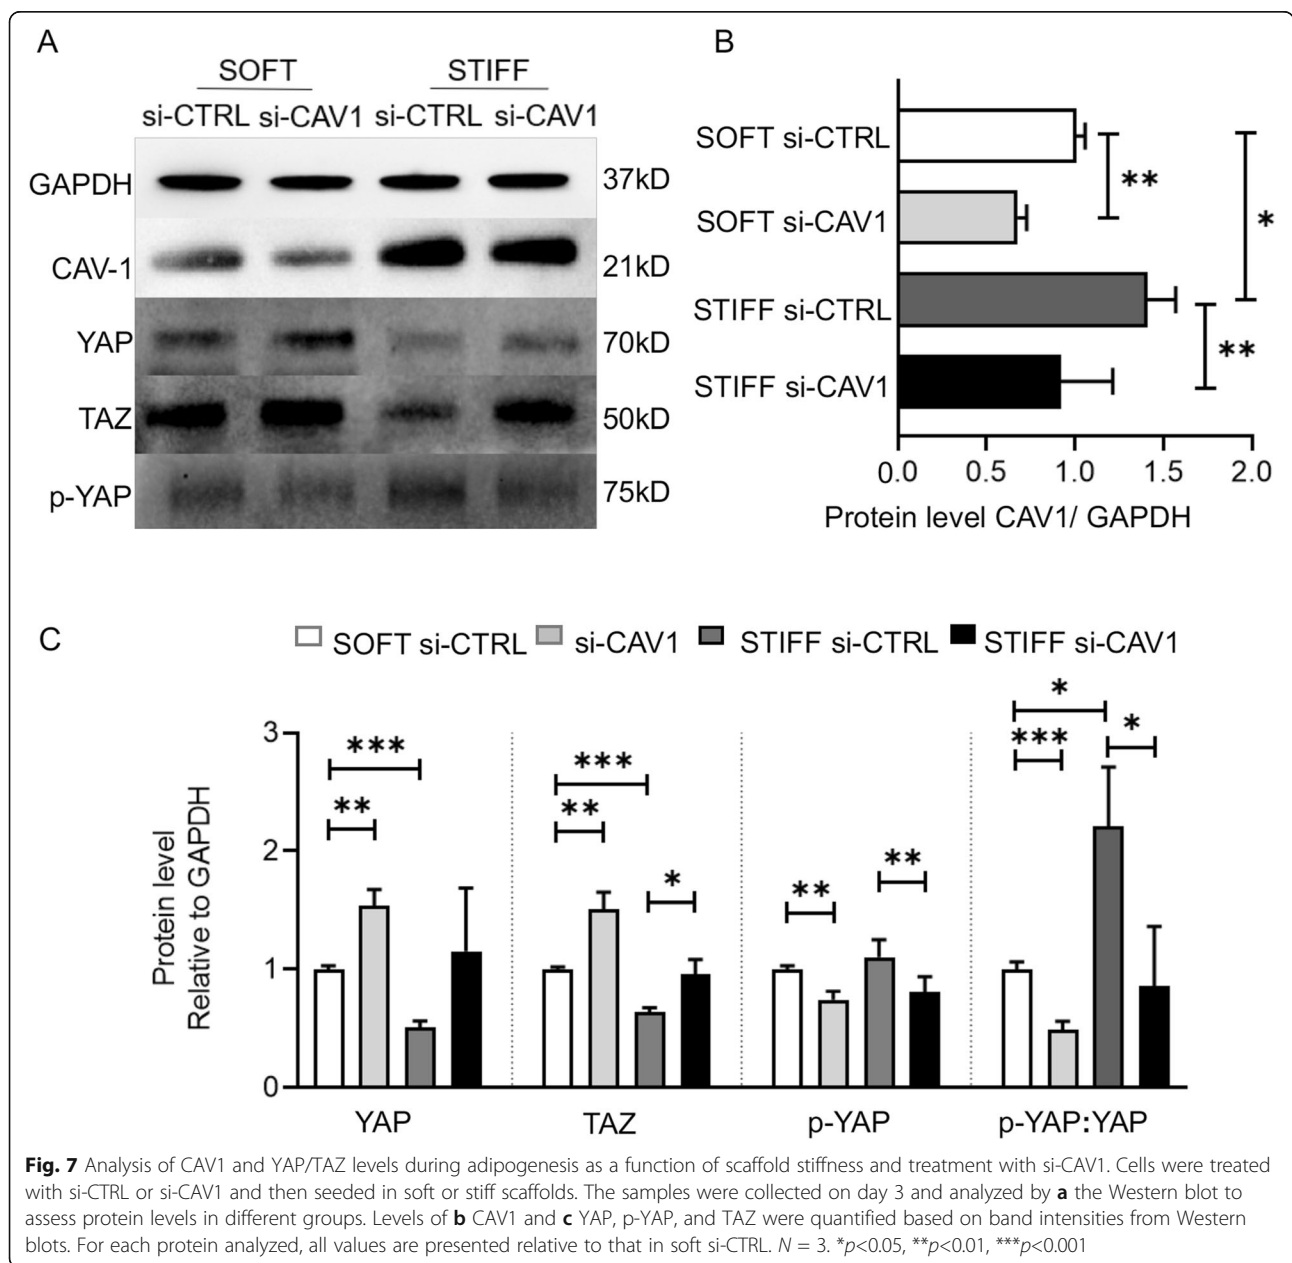 A
SOFT STIFF
si-CTRL si-CAV1 si-CTRL si-CAV1
GAPDH 37kD
CAV-1 21kD
YAP 70kD
TAZ 50kD
p-YAP 75kD
B
SOFT si-CTRL
**
SOFT si-CAV1
*
STIFF si-CTRL
**
STIFF si-CAV1
0.0 0.5 1.0 1.5 2.0
Protein level CAV1/ GAPDH
C
SOFT si-CTRL si-CAV1 STIFF si-CTRL STIFF si-CAV1
Protein level
Relative to GAPDH
3
2
1
0
*** ** *** ** * ** ** * *** *
YAP TAZ p-YAP p-YAP:YAP
Fig. 7 Analysis of CAV1 and YAP/TAZ levels during adipogenesis as a function of scaffold stiffness and treatment with si-CAV1. Cells were treated
with si-CTRL or si-CAV1 and then seeded in soft or stiff scaffolds. The samples were collected on day 3 and analyzed by a the Western blot to
assess protein levels in different groups. Levels of b CAV1 and c YAP, p-YAP, and TAZ were quantified based on band intensities from Western
blots. For each protein analyzed, all values are presented relative to that in soft si-CTRL. N = 3. *p<0.05, **p<0.01, ***p<0.001